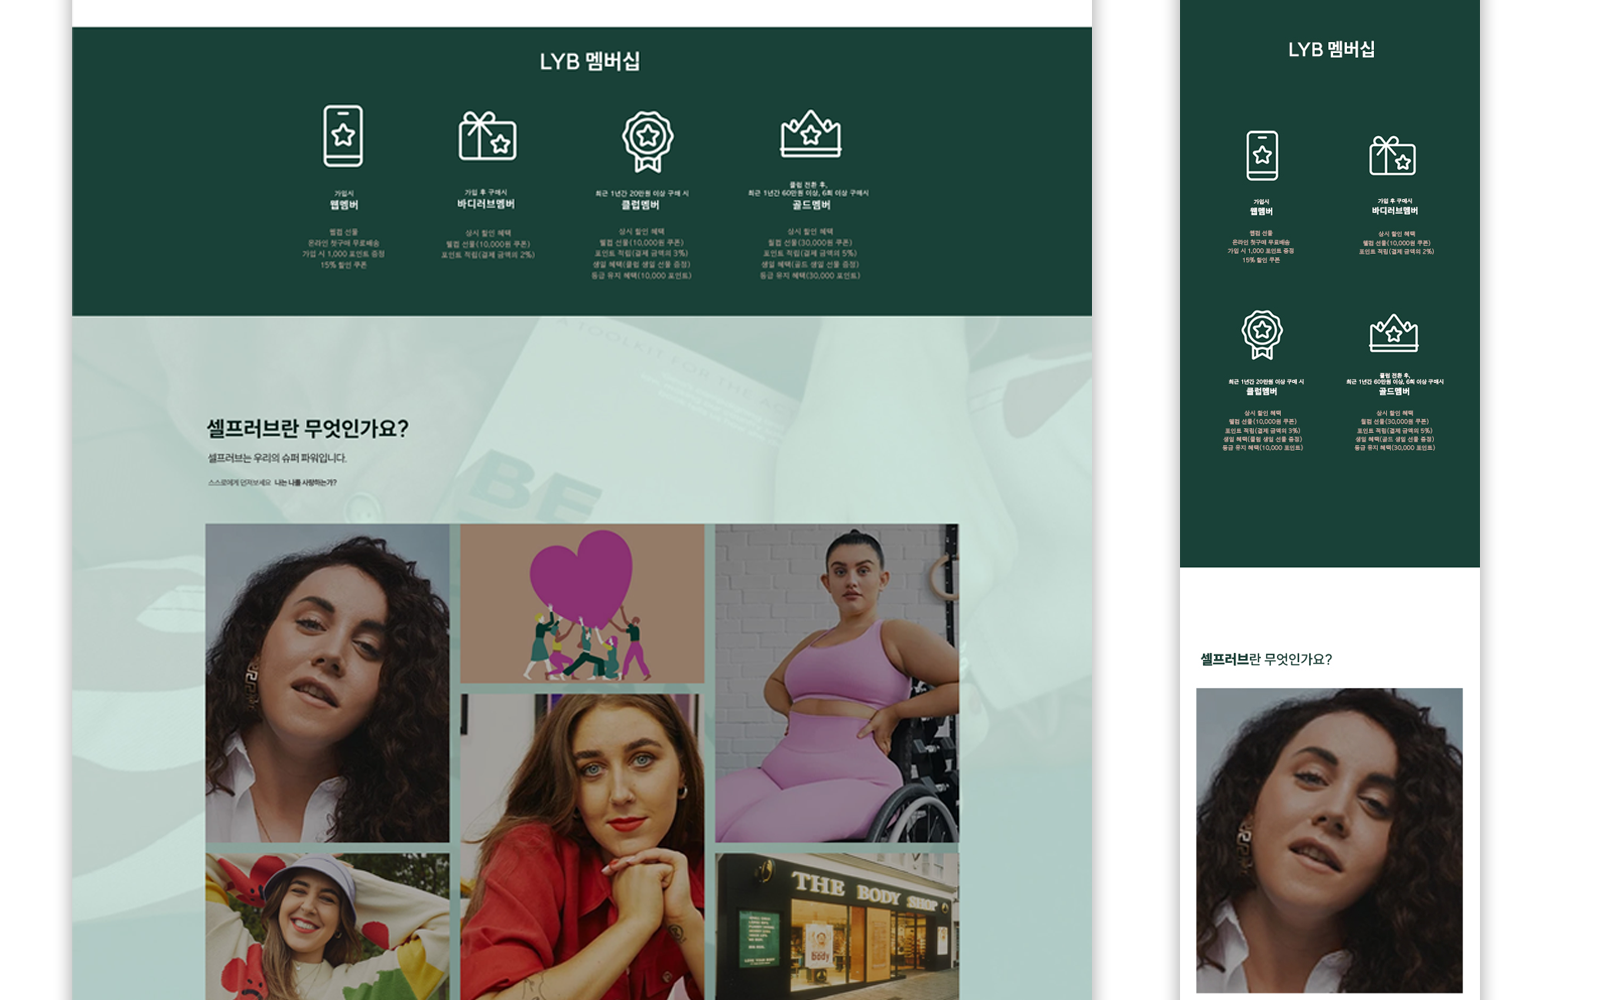 LYB 멤버십
가입시
웹멤버
웰컴 선물
온라인 첫구매 무료배송
가입 시 1,000 포인트 증정
15% 할인 쿠폰
가입 후 구매시
바디러브멤버
상시 할인 혜택
웰컴 선물(10,000원 쿠폰)
포인트 적립(결제 금액의 2%)
최근 1년간 20만원 이상 구매 시
클럽멤버
상시 할인 혜택
웰컴 선물(10,000원 쿠폰)
포인트 적립(결제 금액의 3%)
생일 혜택(클럽 생일 선물 증정)
등급 유지 혜택(10,000 포인트)
클럽 전환 후,
최근 1년간 60만원 이상, 6회 이상 구매시
골드멤버
상시 할인 혜택
웰컴 선물(30,000원 쿠폰)
포인트 적립(결제 금액의 5%)
생일 혜택(골드 생일 선물 증정)
등급 유지 혜택(30,000 포인트)
A TOOLKIT FOR THE
BE
셀프러브란 무엇인가요?
셀프러브는 우리의 슈퍼 파워입니다.
스스로에게 던져보세요 나는 나를 사랑하는가?
THE BODY SHOP
body
LYB 멤버십
가입시
웹멤버
웰컴 선물
온라인 첫구매 무료배송
가입 시 1,000 포인트 증정
15% 할인 쿠폰
가입 후 구매시
바디러브멤버
상시 할인 혜택
웰컴 선물(10,000원 쿠폰)
포인트 적립(결제 금액의 2%)
최근 1년간 20만원 이상 구매 시
클럽멤버
상시 할인 혜택
웰컴 선물(10,000원 쿠폰)
포인트 적립(결제 금액의 3%)
생일 혜택(클럽 생일 선물 증정)
등급 유지 혜택(10,000 포인트)
클럽 전환 후,
최근 1년간 60만원 이상, 6회 이상 구매시
골드멤버
상시 할인 혜택
웰컴 선물(30,000원 쿠폰)
포인트 적립(결제 금액의 5%)
생일 혜택(골드 생일 선물 증정)
등급 유지 혜택(30,000 포인트)
셀프러브란 무엇인가요?